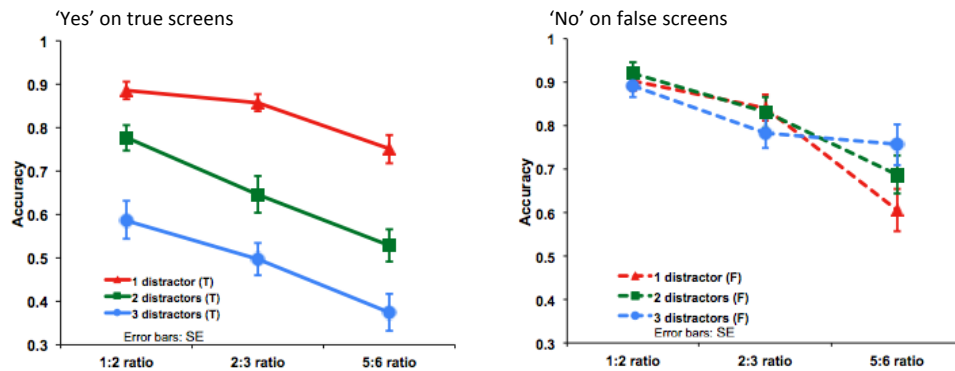 ‘Yes’ on true screens
1
0.9
0.8
0.7
0.6
0.5
0.4
0.3
Accuracy
1 distractor (T)
2 distractors (T)
3 distractors (T)
Error bars: SE
1:2 ratio 2:3 ratio 5:6 ratio
‘No’ on false screens
1
0.9
0.8
0.7
0.6
0.5
0.4
0.3
Accuracy
1 distractor (F)
2 distractors (F)
3 distractors (F)
Error bars: SE
1:2 ratio 2:3 ratio 5:6 ratio